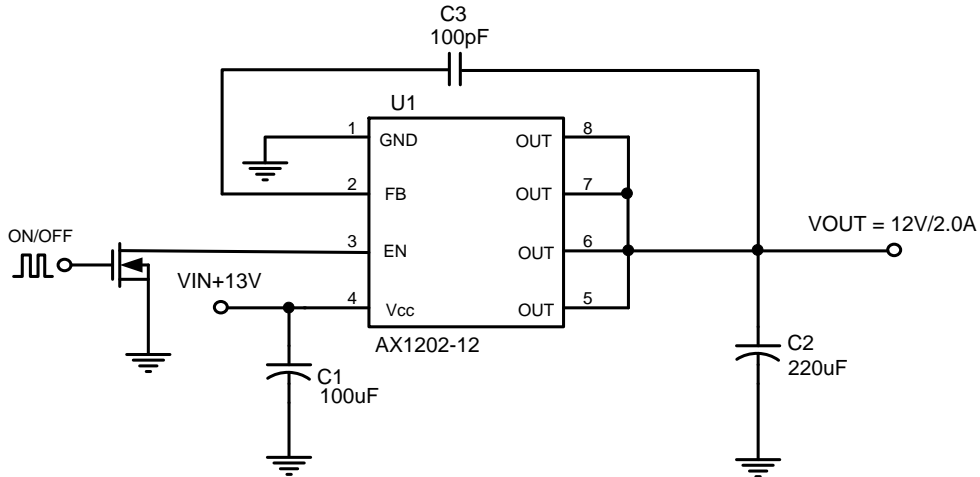 C3
100pF
U1
1 GND OUT 8
2 FB OUT 7
3 EN OUT 6
4 Vcc OUT 5
ON/OFF
VIN+13V
VOUT = 12V/2.0A
AX1202-12
C1
100uF
C2
220uF